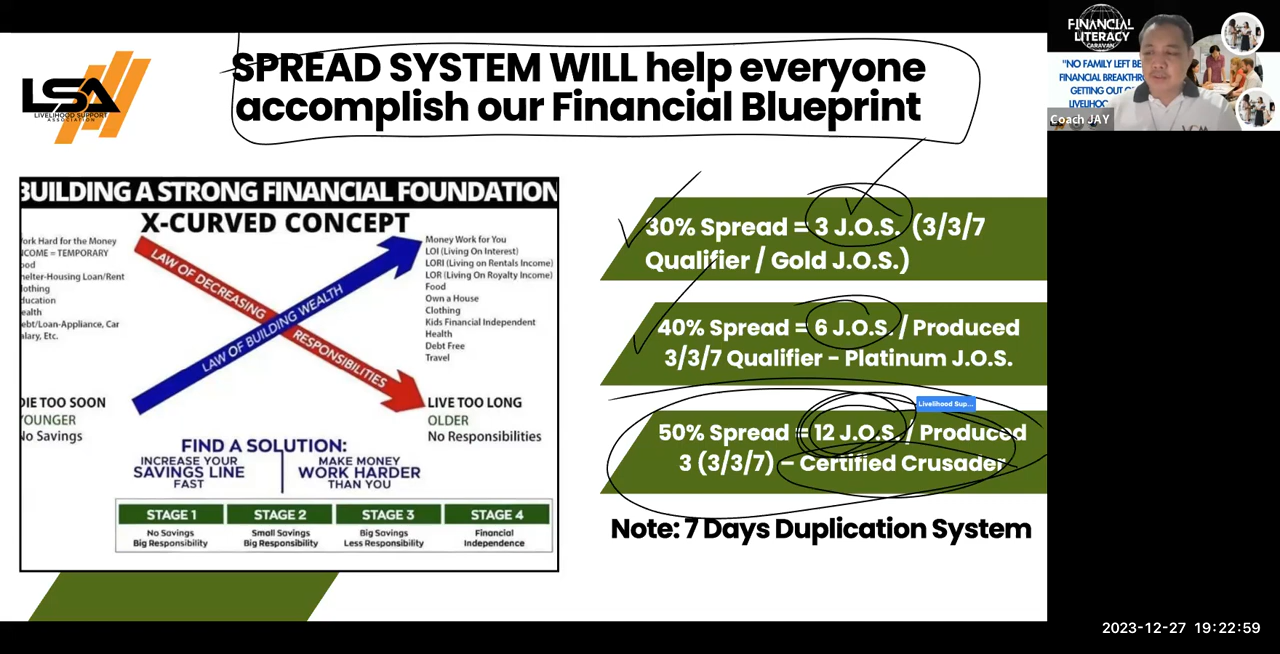 SPREAD SYSTEM WILL help everyone
accomplish our Financial Blueprint
LSA
LIVELIHOOD SUPPORT
ASSOCIATION
BUILDING A STRONG FINANCIAL FOUNDATION
X-CURVED CONCEPT
ork Hard for the Money
NCOME = TEMPORARY
ood
helter-Housing Loan/Rent
lothing
ducation
ealth
ebt/Loan-Appliance, Car
alary, Etc.
LAW OF DECREASING RESPONSIBILITIES
LAW OF BUILDING WEALTH
Money Work for You
LOI (Living On Interest)
LORI (Living on Rentals Income)
LOR (Living On Royalty Income)
Food
Own a House
Clothing
Kids Financial Independent
Health
Debt Free
Travel
DIE TOO SOON
YOUNGER
No Savings
LIVE TOO LONG
OLDER
No Responsibilities
FIND A SOLUTION:
INCREASE YOUR
SAVINGS LINE
FAST
MAKE MONEY
WORK HARDER
THAN YOU
STAGE 1
No Savings
Big Responsibility
STAGE 2
Small Savings
Big Responsibility
STAGE 3
Big Savings
Less Responsibility
STAGE 4
Financial
Independence
30% Spread = 3 J.O.S. (3/3/7
Qualifier / Gold J.O.S.)
40% Spread = 6 J.O.S. / Produced
3/3/7 Qualifier - Platinum J.O.S.
Livelihood Sup...
50% Spread = 12 J.O.S. / Produced
3 (3/3/7) – Certified Crusader
Note: 7 Days Duplication System
FINANCIAL
LITERACY
CARAVAN
"NO FAMILY LEFT BE
FINANCIAL BREAKTHR
GETTING OUT O
LIVELIHO
Coach JAY
2023-12-27 19:22:59